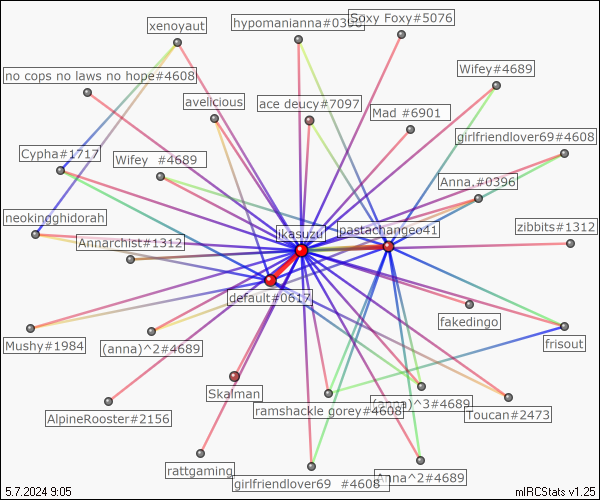 hypomanianna#0396
Soxy Foxy#5076
xenoyaut
no cops no laws no hope#4608
Wifey#4689
avelicious
ace deucy#7097
Mad #6901
girlfriendlover69#4608
Cypha#1717
Wifey #4689
Anna.#0396
neokingghidorah
Annarchist#1312
ikasuzu
pastachangeo41
zibbits#1312
default#0617
fakedingo
Mushy#1984
(anna)^2#4689
frisout
Skalman
ramshackle gorey#4608
(anna)^3#4689
AlpineRooster#2156
Toucan#2473
rattgaming
girlfriendlover69 #4608
Anna^2#4689
5.7.2024 9:05
mIRCStats v1.25